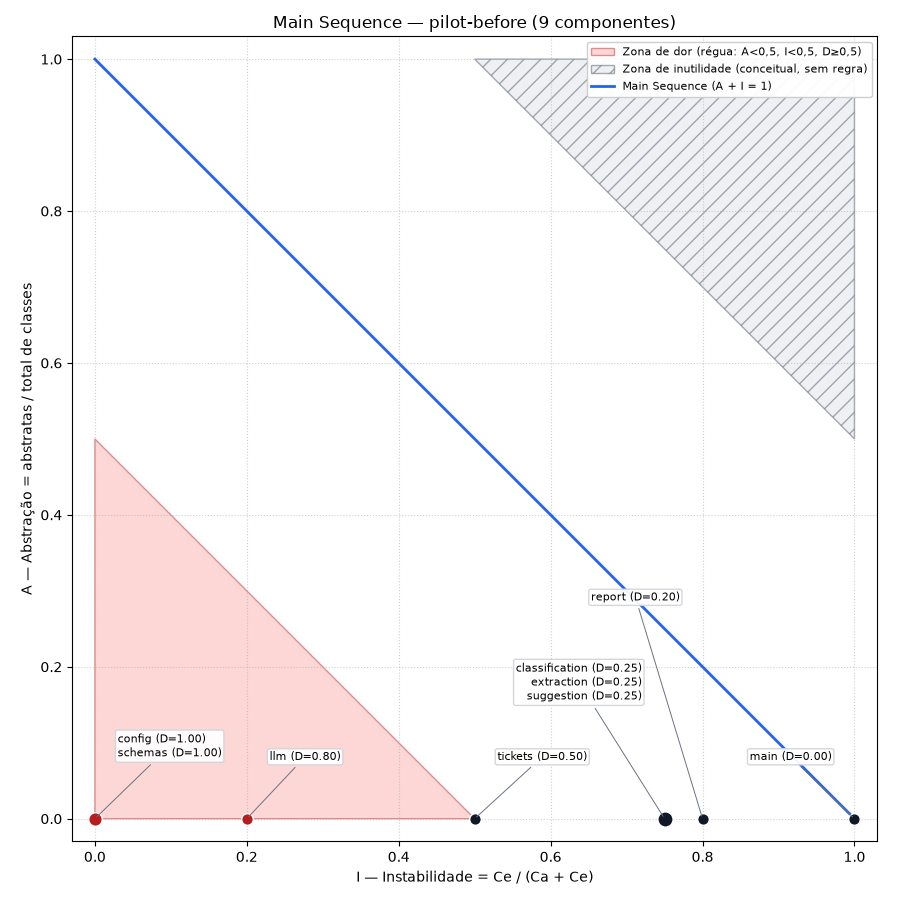 Main Sequence — pilot-before (9 componentes)
Zona de dor (régua: A<0,5, I<0,5, D≥0,5)
Zona de inutilidade (conceitual, sem regra)
Main Sequence (A + I = 1)
A — Abstração = abstratas / total de classes
1.0
0.8
0.6
0.4
0.2
0.0
report (D=0.20)
classification (D=0.25)
extraction (D=0.25)
suggestion (D=0.25)
config (D=1.00)
schemas (D=1.00)
llm (D=0.80)
tickets (D=0.50)
main (D=0.00)
0.0
0.2
0.4
0.6
0.8
1.0
I — Instabilidade = Ce / (Ca + Ce)